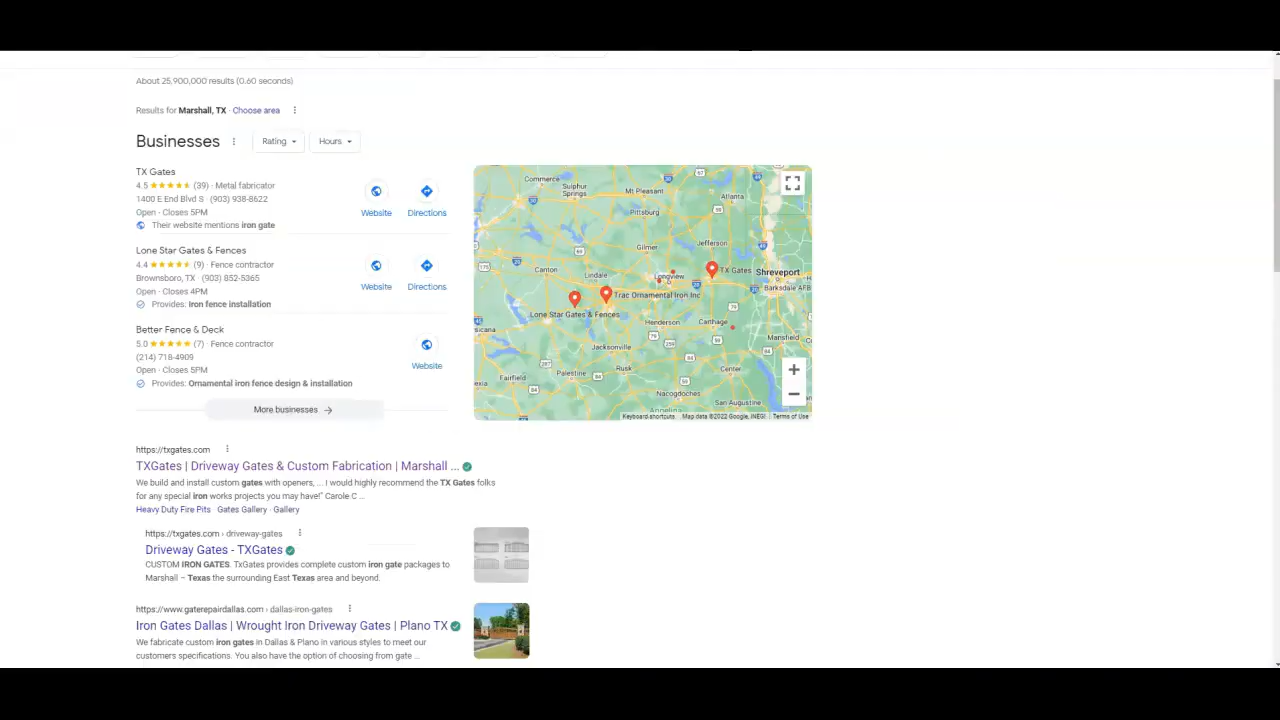 About 25,900,000 results (0.60 seconds)
Results for Marshall, TX · Choose area
Businesses
Rating
Hours
TX Gates
4.5 (39) · Metal fabricator
1400 E End Blvd S · (903) 938-8622
Open · Closes 5PM
Their website mentions iron gate
Website
Directions
Lone Star Gates & Fences
4.4 (9) · Fence contractor
Brownsboro, TX · (903) 852-5365
Open · Closes 4PM
Provides: Iron fence installation
Website
Directions
Better Fence & Deck
5.0 (7) · Fence contractor
(214) 718-4909
Open · Closes 5PM
Provides: Ornamental iron fence design & installation
Website
More businesses
Commerce
Sulphur
Springs
Mt Pleasant
Atlanta
Pittsburg
Gilmer
Jefferson
Canton
Lindale
Longview
TX Gates
Shreveport
Barksdale AFB
Trac Ornamental Iron Inc
Lone Star Gates & Fences
Henderson
Carthage
Mansfield
Jacksonville
Palestine
Rusk
Center
Fairfield
Nacogdoches
San Augustine
Keyboard shortcuts
Map data ©2022 Google, INEGI
Terms of Use
https://txgates.com
TXGates | Driveway Gates & Custom Fabrication | Marshall ...
We build and install custom gates with openers, ... I would highly recommend the TX Gates folks
for any special iron works projects you may have!" Carole C ...
Heavy Duty Fire Pits · Gates Gallery · Gallery
https://txgates.com › driveway-gates
Driveway Gates - TXGates
CUSTOM IRON GATES. TxGates provides complete custom iron gate packages to
Marshall – Texas the surrounding East Texas area and beyond.
https://www.gaterepairdallas.com › dallas-iron-gates
Iron Gates Dallas | Wrought Iron Driveway Gates | Plano TX
We fabricate custom iron gates in Dallas & Plano in various styles to meet our
customers specifications. You also have the option of choosing from gate ...